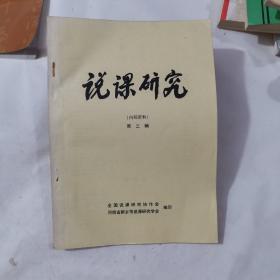 说课研究
（内部资料）
第三辑
全国说课研究协作会
河南省新乡市说课研究学会
编印